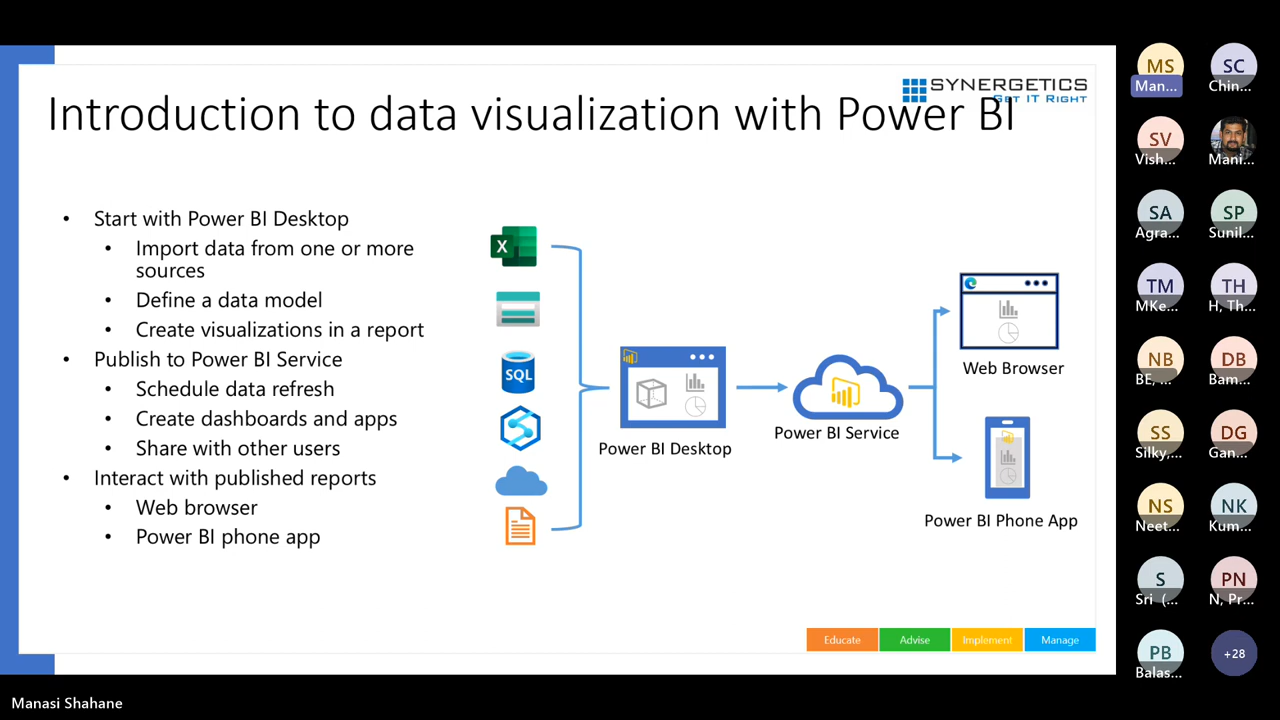 SYNERGETICS
GET IT RIGHT
Introduction to data visualization with Power BI
• Start with Power BI Desktop
• Import data from one or more
sources
• Define a data model
• Create visualizations in a report
• Publish to Power BI Service
• Schedule data refresh
• Create dashboards and apps
• Share with other users
• Interact with published reports
• Web browser
• Power BI phone app
X
SQL
Power BI Desktop
Power BI Service
Web Browser
Power BI Phone App
Educate
Advise
Implement
Manage
MS
Man...
SC
Chin...
SV
Vish...
Mani...
SA
Agra...
SP
Sunil...
TM
MKe...
TH
H, Th...
NB
BE, ...
DB
Bam...
SS
Silky,...
DG
Gan...
NS
Neet...
NK
Kum...
S
Sri (...
PN
N, Pr...
PB
Balas...
+28
Manasi Shahane